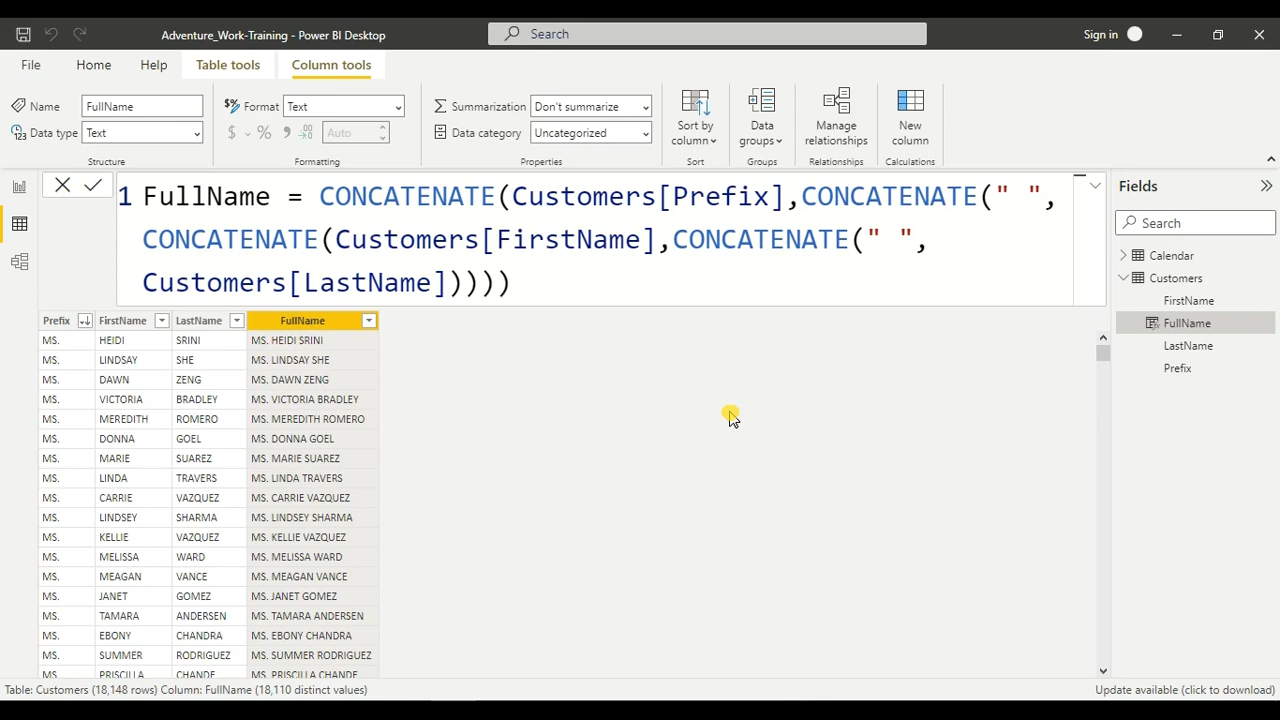 Adventure_Work-Training - Power BI Desktop
Search
Sign in
File
Home
Help
Table tools
Column tools
Name
FullName
Data type
Text
Structure
Format
Text
$
%
Auto
Formatting
Summarization
Don't summarize
Data category
Uncategorized
Properties
Sort by
column
Sort
Data
groups
Groups
Manage
relationships
Relationships
New
column
Calculations
1 FullName = CONCATENATE(Customers[Prefix],CONCATENATE(" ",
CONCATENATE(Customers[FirstName],CONCATENATE(" ",
Customers[LastName]))))
Prefix FirstName LastName FullName
MS. HEIDI SRINI MS. HEIDI SRINI
MS. LINDSAY SHE MS. LINDSAY SHE
MS. DAWN ZENG MS. DAWN ZENG
MS. VICTORIA BRADLEY MS. VICTORIA BRADLEY
MS. MEREDITH ROMERO MS. MEREDITH ROMERO
MS. DONNA GOEL MS. DONNA GOEL
MS. MARIE SUAREZ MS. MARIE SUAREZ
MS. LINDA TRAVERS MS. LINDA TRAVERS
MS. CARRIE VAZQUEZ MS. CARRIE VAZQUEZ
MS. LINDSEY SHARMA MS. LINDSEY SHARMA
MS. KELLIE VAZQUEZ MS. KELLIE VAZQUEZ
MS. MELISSA WARD MS. MELISSA WARD
MS. MEAGAN VANCE MS. MEAGAN VANCE
MS. JANET GOMEZ MS. JANET GOMEZ
MS. TAMARA ANDERSEN MS. TAMARA ANDERSEN
MS. EBONY CHANDRA MS. EBONY CHANDRA
MS. SUMMER RODRIGUEZ MS. SUMMER RODRIGUEZ
MS. PRISCILLA CHANDE MS. PRISCILLA CHANDE
Fields
Search
Calendar
Customers
FirstName
FullName
LastName
Prefix
Table: Customers (18,148 rows) Column: FullName (18,110 distinct values)
Update available (click to download)